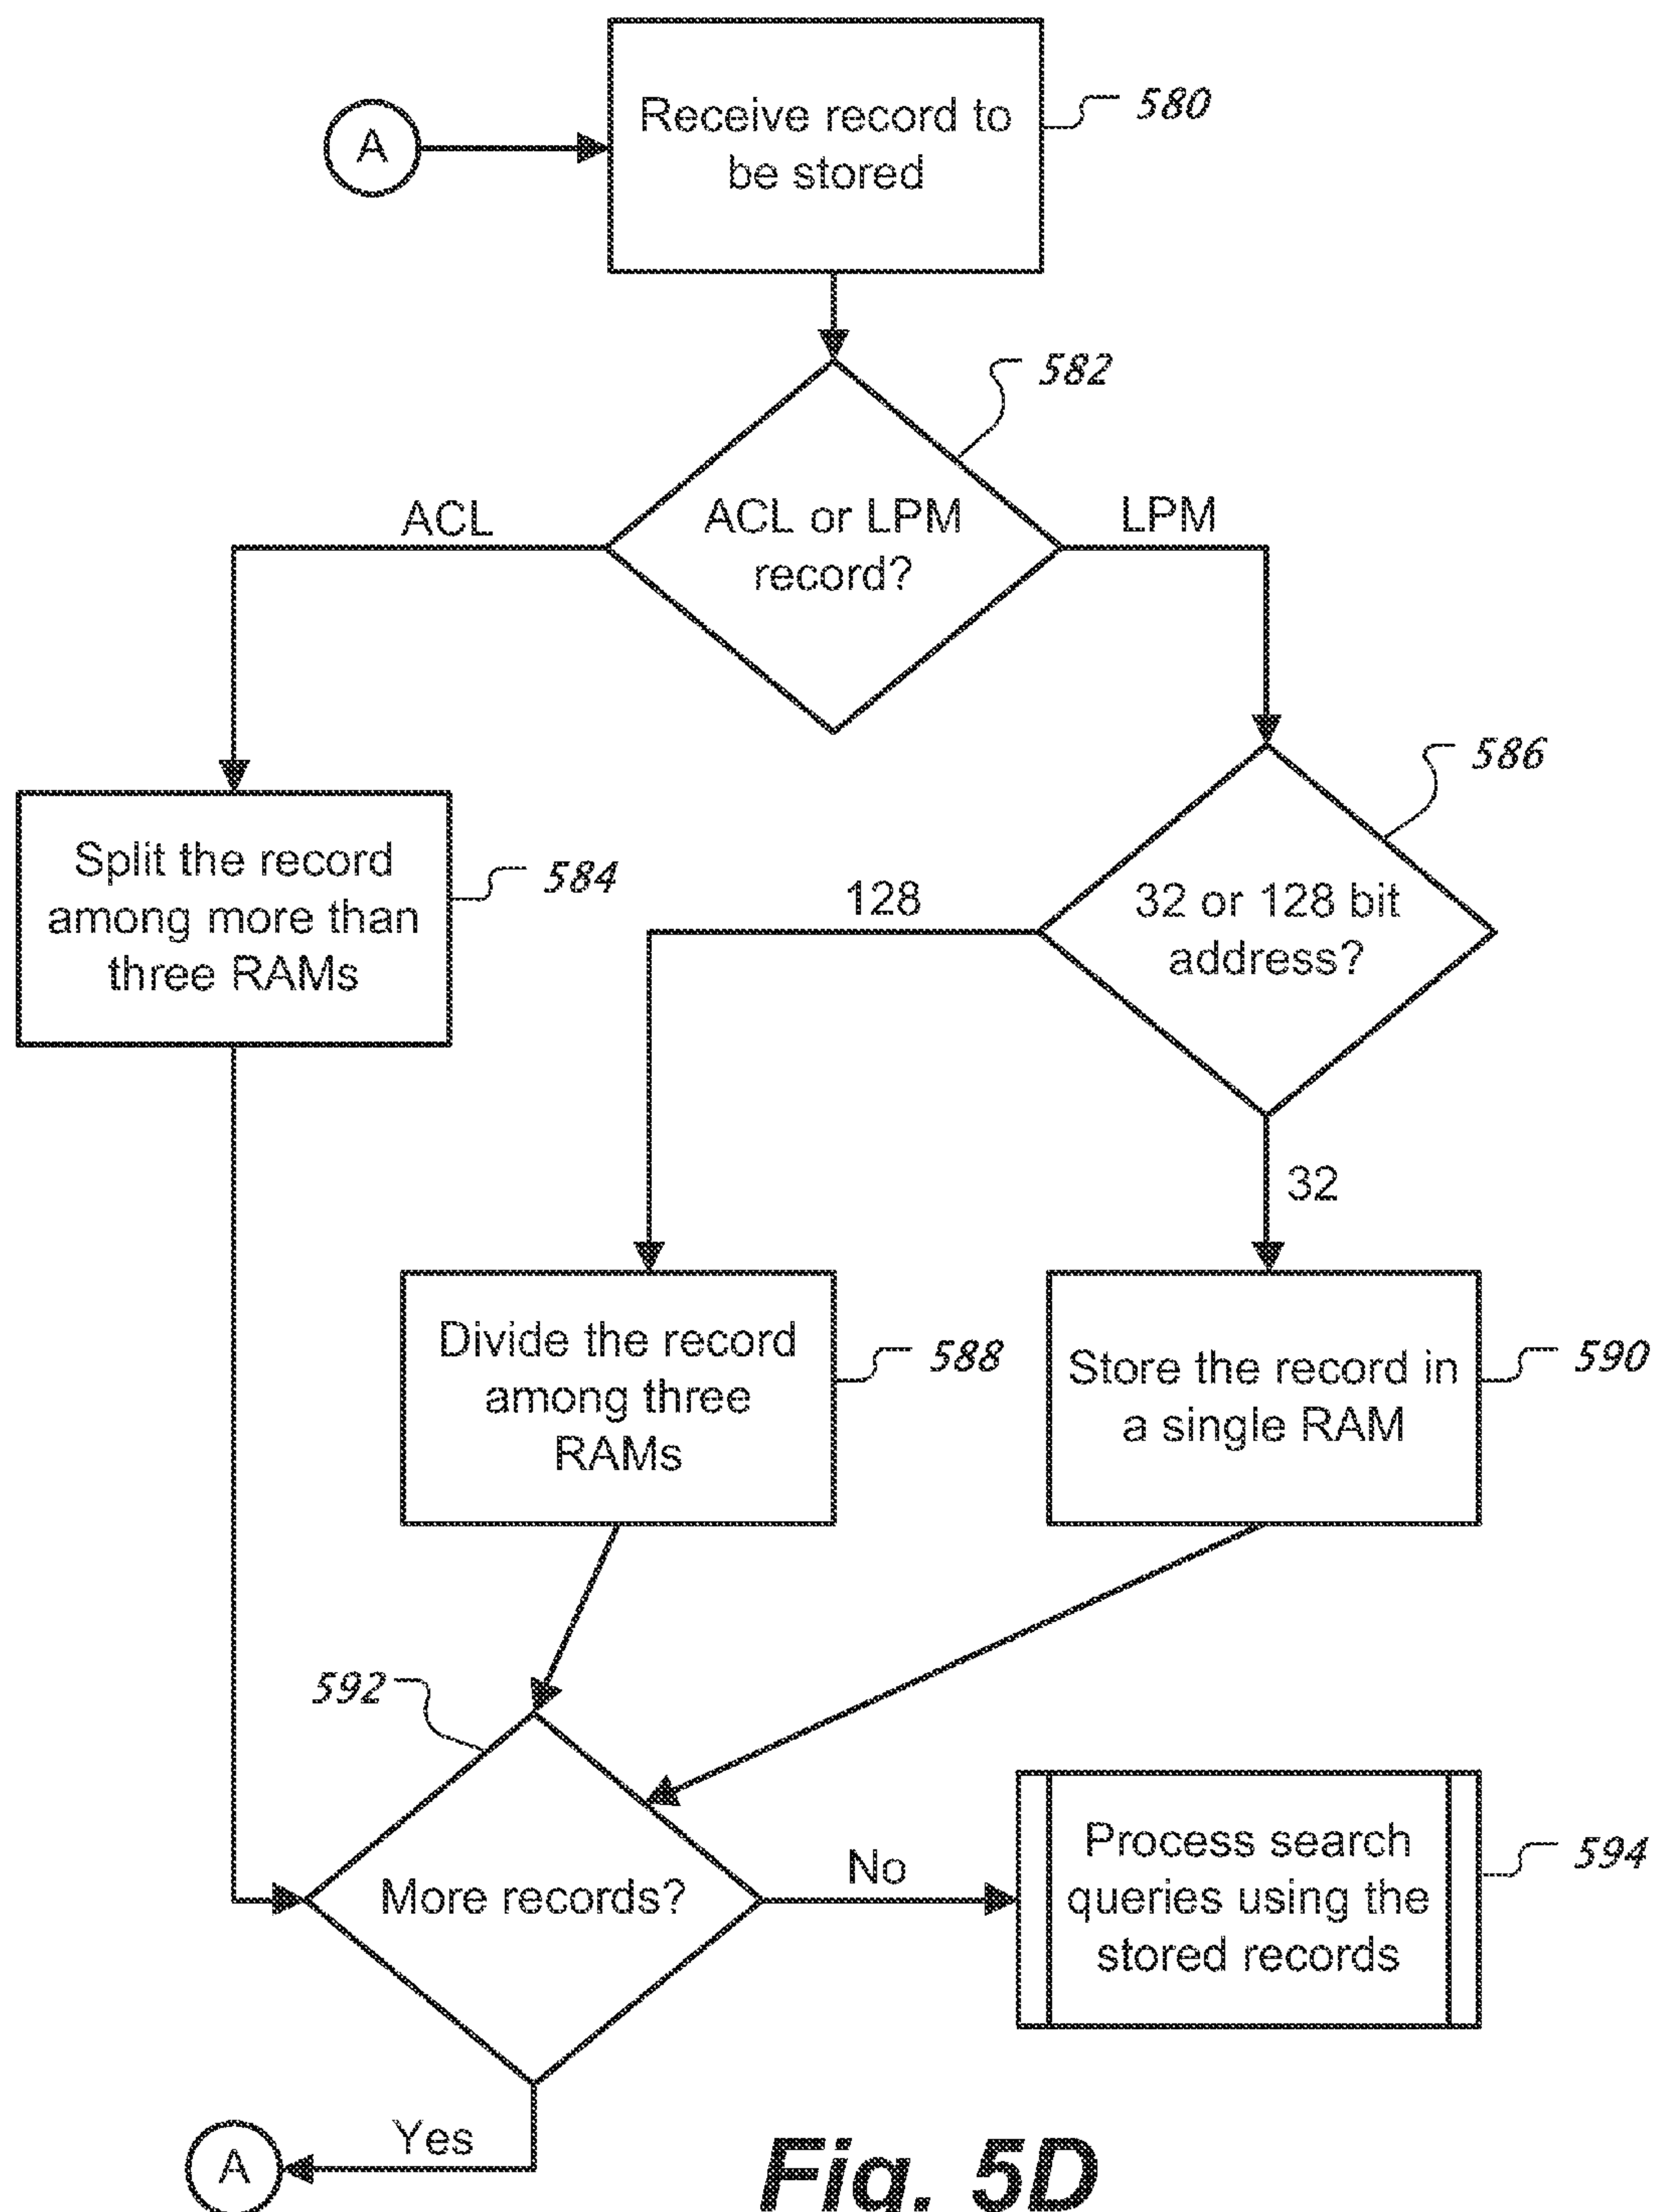 Receive record to
be stored
580
A
582
ACL
ACL or LPM
record?
LPM
586
Split the record
among more than
three RAMs
584
128
32 or 128 bit
address?
32
Divide the record
among three
RAMs
588
Store the record in
a single RAM
590
592
More records?
No
Process search
queries using the
stored records
594
Yes
A
Fig. 5D